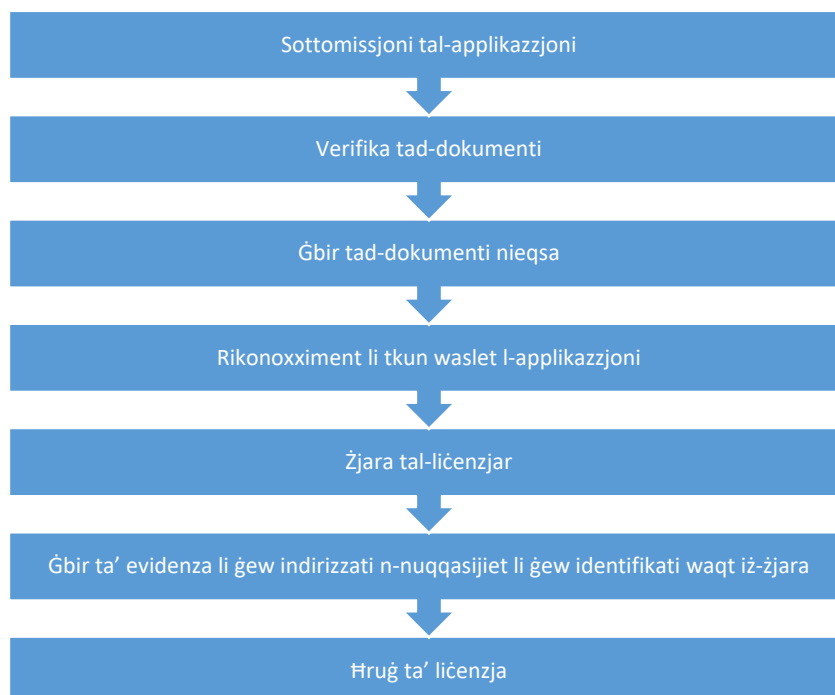 Sottomissjoni tal-applikazzjoni
Verifika tad-dokumenti
Ġbir tad-dokumenti nieqsa
Rikonoxximent li tkun waslet l-applikazzjoni
Żjara tal-liċenzjar
Ġbir ta’ evidenza li ġew indirizzati n-nuqqasijiet li ġew identifikati waqt iż-żjara
Ħruġ ta’ liċenzja